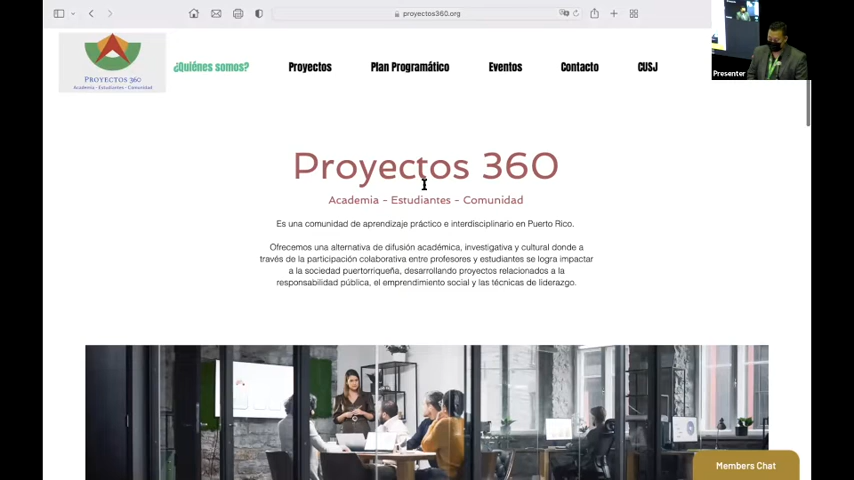 proyectos360.org
Presenter
PROYECTOS 360
Academia - Estudiantes - Comunidad
¿Quiénes somos?
Proyectos
Plan Programático
Eventos
Contacto
CUSJ
Proyectos 360
Academia - Estudiantes - Comunidad
Es una comunidad de aprendizaje práctico e interdisciplinario en Puerto Rico.
Ofrecemos una alternativa de difusión académica, investigativa y cultural donde a
través de la participación colaborativa entre profesores y estudiantes se logra impactar
a la sociedad puertorriqueña, desarrollando proyectos relacionados a la
responsabilidad pública, el emprendimiento social y las técnicas de liderazgo.
Members Chat